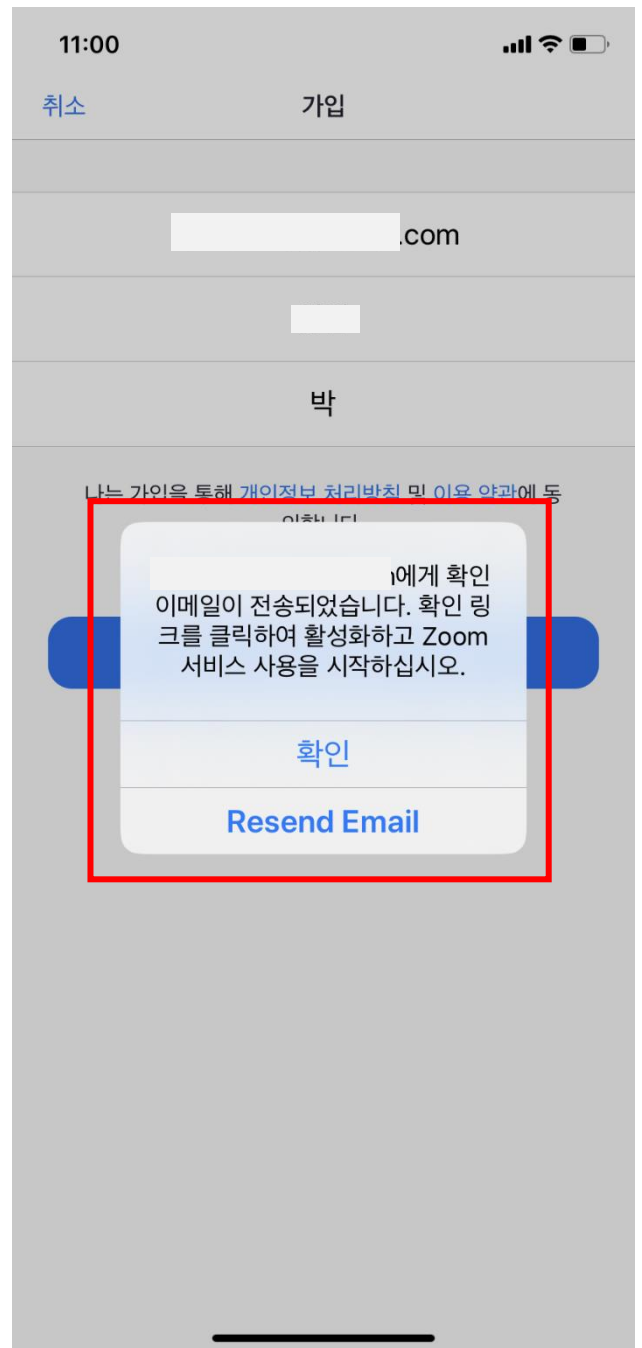 11:00
취소 가입
.com
박
나는 가입을 통해 개인정보 처리방침 및 이용 약관에 동
의합니다
에게 확인
이메일이 전송되었습니다. 확인 링
크를 클릭하여 활성화하고 Zoom
서비스 사용을 시작하십시오.
확인
Resend Email